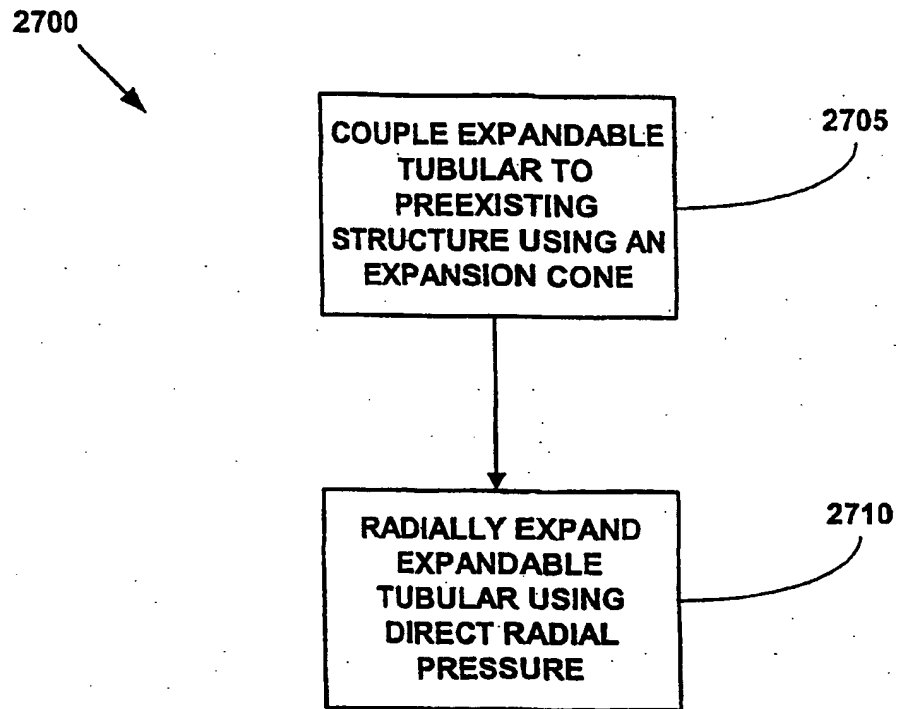 2700
COUPLE EXPANDABLE
TUBULAR TO
PREEXISTING
STRUCTURE USING AN
EXPANSION CONE
2705
RADIALLY EXPAND
EXPANDABLE
TUBULAR USING
DIRECT RADIAL
PRESSURE
2710